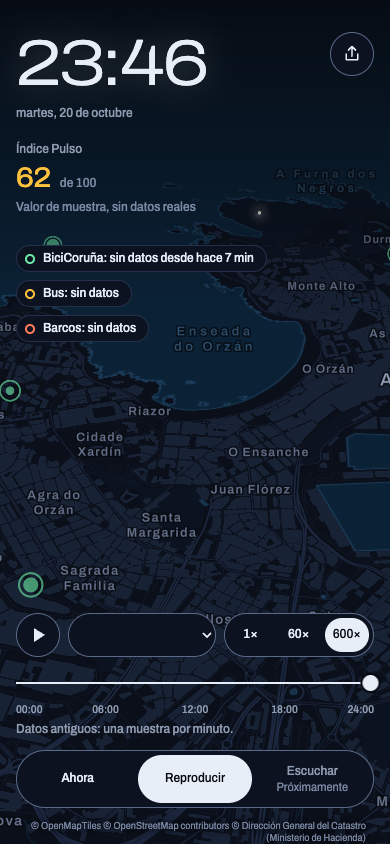 23:46
martes, 20 de octubre
Índice Pulso
62 de 100
Valor de muestra, sin datos reales
A Furna dos
Negros
BiciCoruña: sin datos desde hace 7 min
Bus: sin datos
Monte Alto
Barcos: sin datos
Enseada
do Orzán
As
O Orzán
A
Riazor
Cidade
Xardín
O Ensanche
Agra do
Orzán
Juan Flórez
Santa
Margarida
Sagrada
Familia
1×
60×
600×
00:00
06:00
12:00
18:00
24:00
Datos antiguos: una muestra por minuto.
Ahora
Reproducir
Escuchar
Próximamente
© OpenMapTiles © OpenStreetMap contributors © Dirección General del Catastro
(Ministerio de Hacienda)